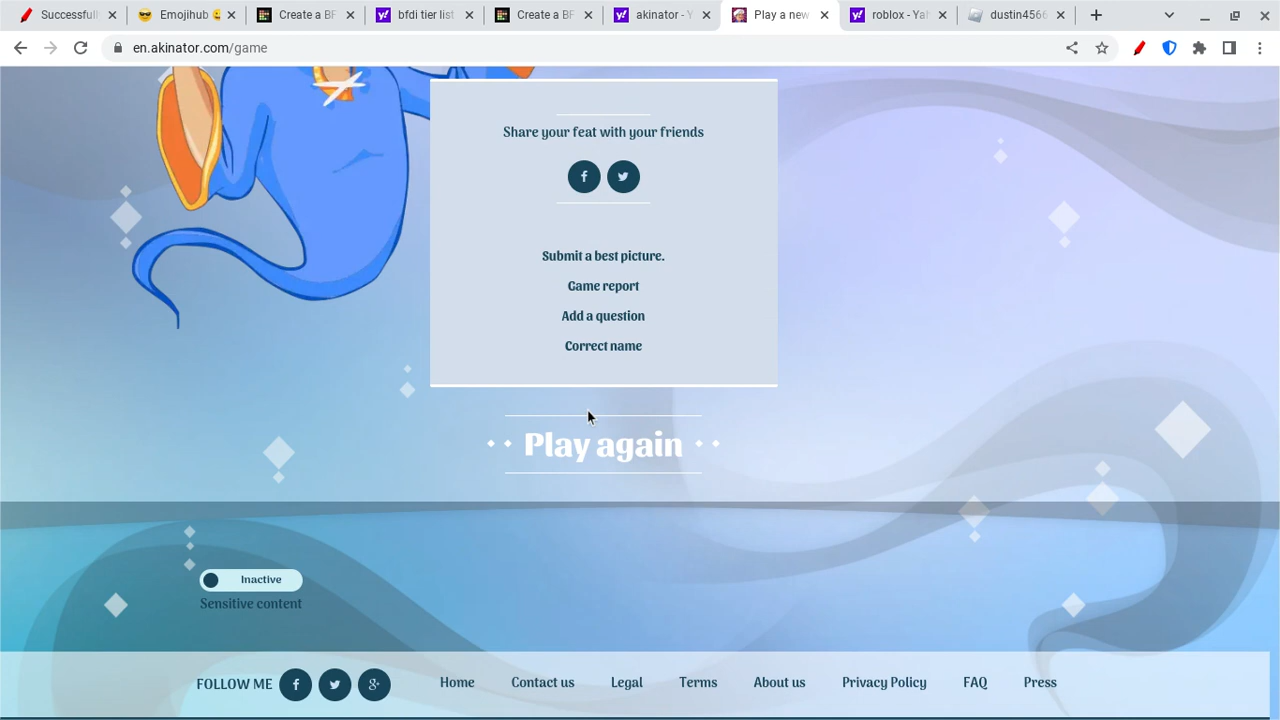 Successfull
Emojihub
Create a BF
bfdi tier list
Create a BF
akinator - Y
Play a new
roblox - Yah
dustin4566
en.akinator.com/game
Share your feat with your friends
Submit a best picture.
Game report
Add a question
Correct name
Play again
Inactive
Sensitive content
FOLLOW ME
Home
Contact us
Legal
Terms
About us
Privacy Policy
FAQ
Press